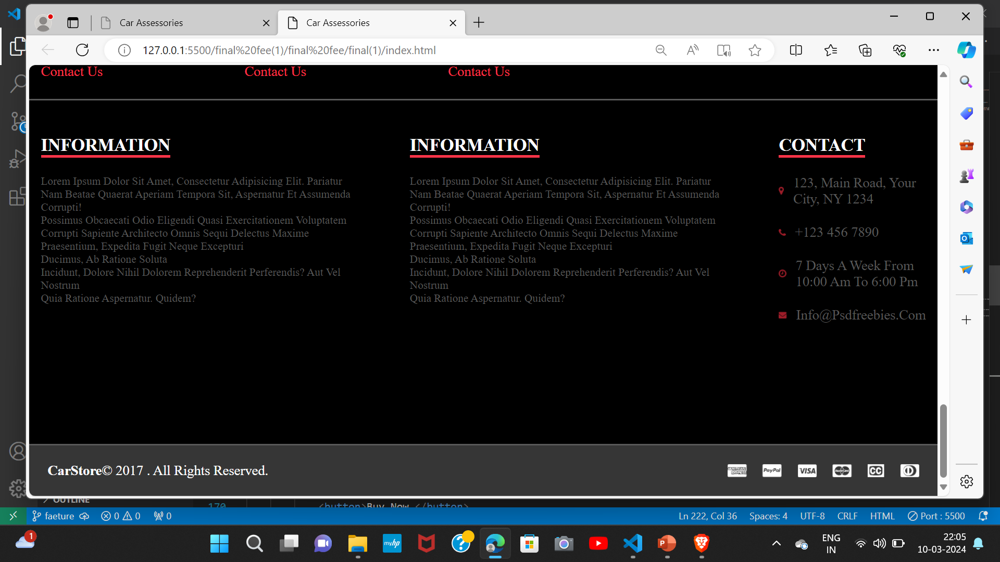 Car Assessories
Car Assessories
127.0.0.1:5500/final%20fee(1)/final%20fee/final(1)/index.html
Contact Us
Contact Us
Contact Us
INFORMATION
Lorem Ipsum Dolor Sit Amet, Consectetur Adipisicing Elit. Pariatur
Nam Beatae Quaerat Aperiam Tempora Sit, Aspernatur Et Assumenda
Corrupti!
Possimus Obcaecati Odio Eligendi Quasi Exercitationem Voluptatem
Corrupti Sapiente Architecto Omnis Sequi Delectus Maxime
Praesentium, Expedita Fugit Neque Excepturi
Ducimus, Ab Ratione Soluta
Incidunt, Dolore Nihil Dolorem Reprehenderit Perferendis? Aut Vel
Nostrum
Quia Ratione Aspernatur. Quidem?
INFORMATION
Lorem Ipsum Dolor Sit Amet, Consectetur Adipisicing Elit. Pariatur
Nam Beatae Quaerat Aperiam Tempora Sit, Aspernatur Et Assumenda
Corrupti!
Possimus Obcaecati Odio Eligendi Quasi Exercitationem Voluptatem
Corrupti Sapiente Architecto Omnis Sequi Delectus Maxime
Praesentium, Expedita Fugit Neque Excepturi
Ducimus, Ab Ratione Soluta
Incidunt, Dolore Nihil Dolorem Reprehenderit Perferendis? Aut Vel
Nostrum
Quia Ratione Aspernatur. Quidem?
CONTACT
123, Main Road, Your
City, NY 1234
+123 456 7890
7 Days A Week From
10:00 Am To 6:00 Pm
Info@Psdfreebies.Com
CarStore© 2017 . All Rights Reserved.
PayPal
VISA
CC
OUTLINE
170 <button>Buy Now </button>
faeture 0 0 0
Ln 222, Col 36 Spaces: 4 UTF-8 CRLF HTML Port : 5500
1
myhp
ENG
IN
22:05
10-03-2024